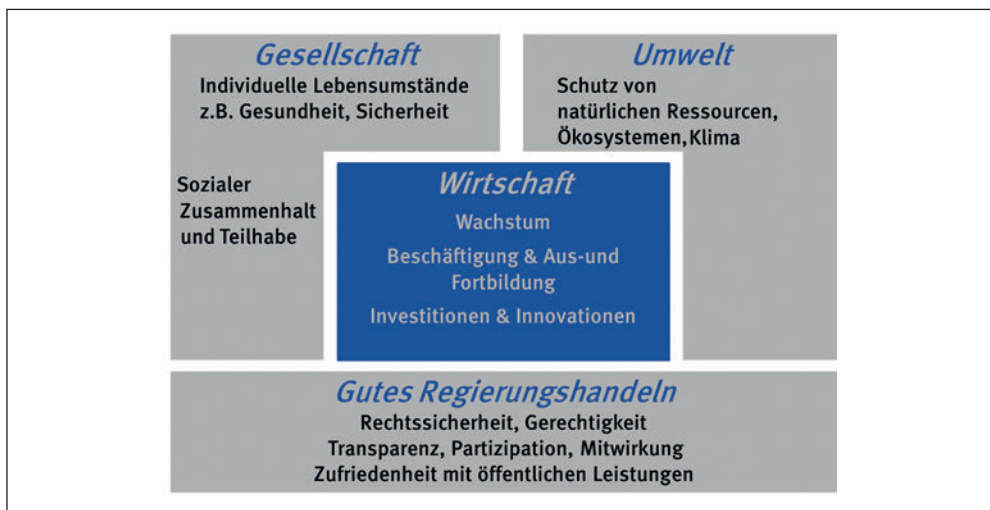 Gesellschaft
Individuelle Lebensumstände
z.B. Gesundheit, Sicherheit
Sozialer
Zusammenhalt
und Teilhabe
Umwelt
Schutz von
natürlichen Ressourcen,
Ökosystemen, Klima
Wirtschaft
Wachstum
Beschäftigung & Aus-und
Fortbildung
Investitionen & Innovationen
Gutes Regierungshandeln
Rechtssicherheit, Gerechtigkeit
Transparenz, Partizipation, Mitwirkung
Zufriedenheit mit öffentlichen Leistungen